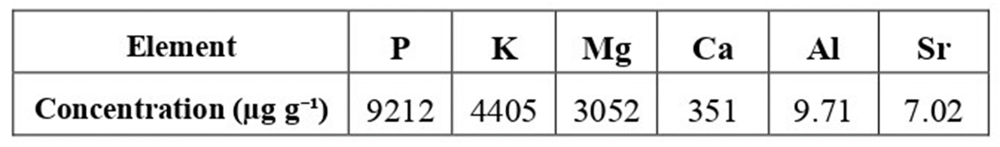 Element P K Mg Ca Al Sr
Concentration (µg g⁻¹) 9212 4405 3052 351 9.71 7.02